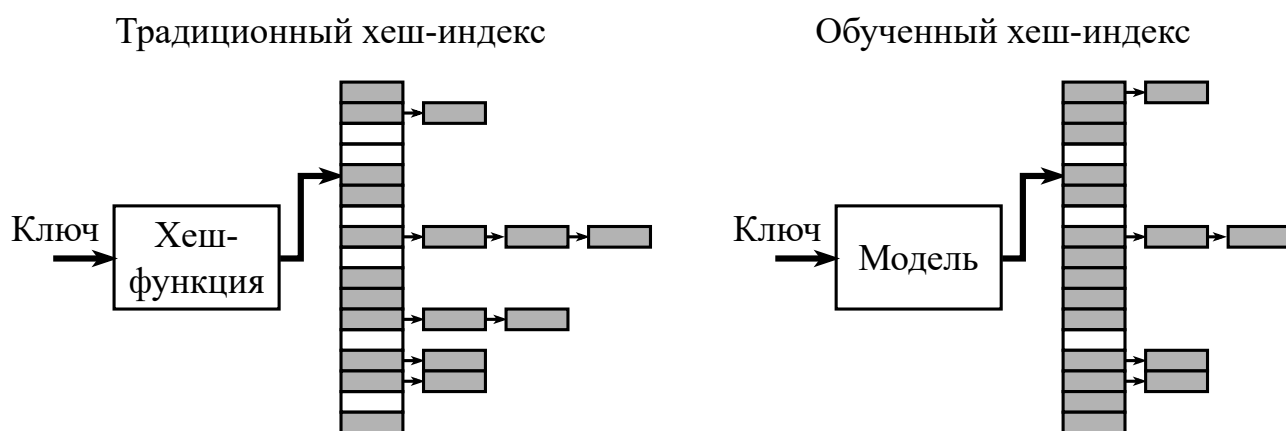 Традиционный хеш-индекс
Обученный хеш-индекс
Ключ
Хеш-
функция
Ключ
Модель